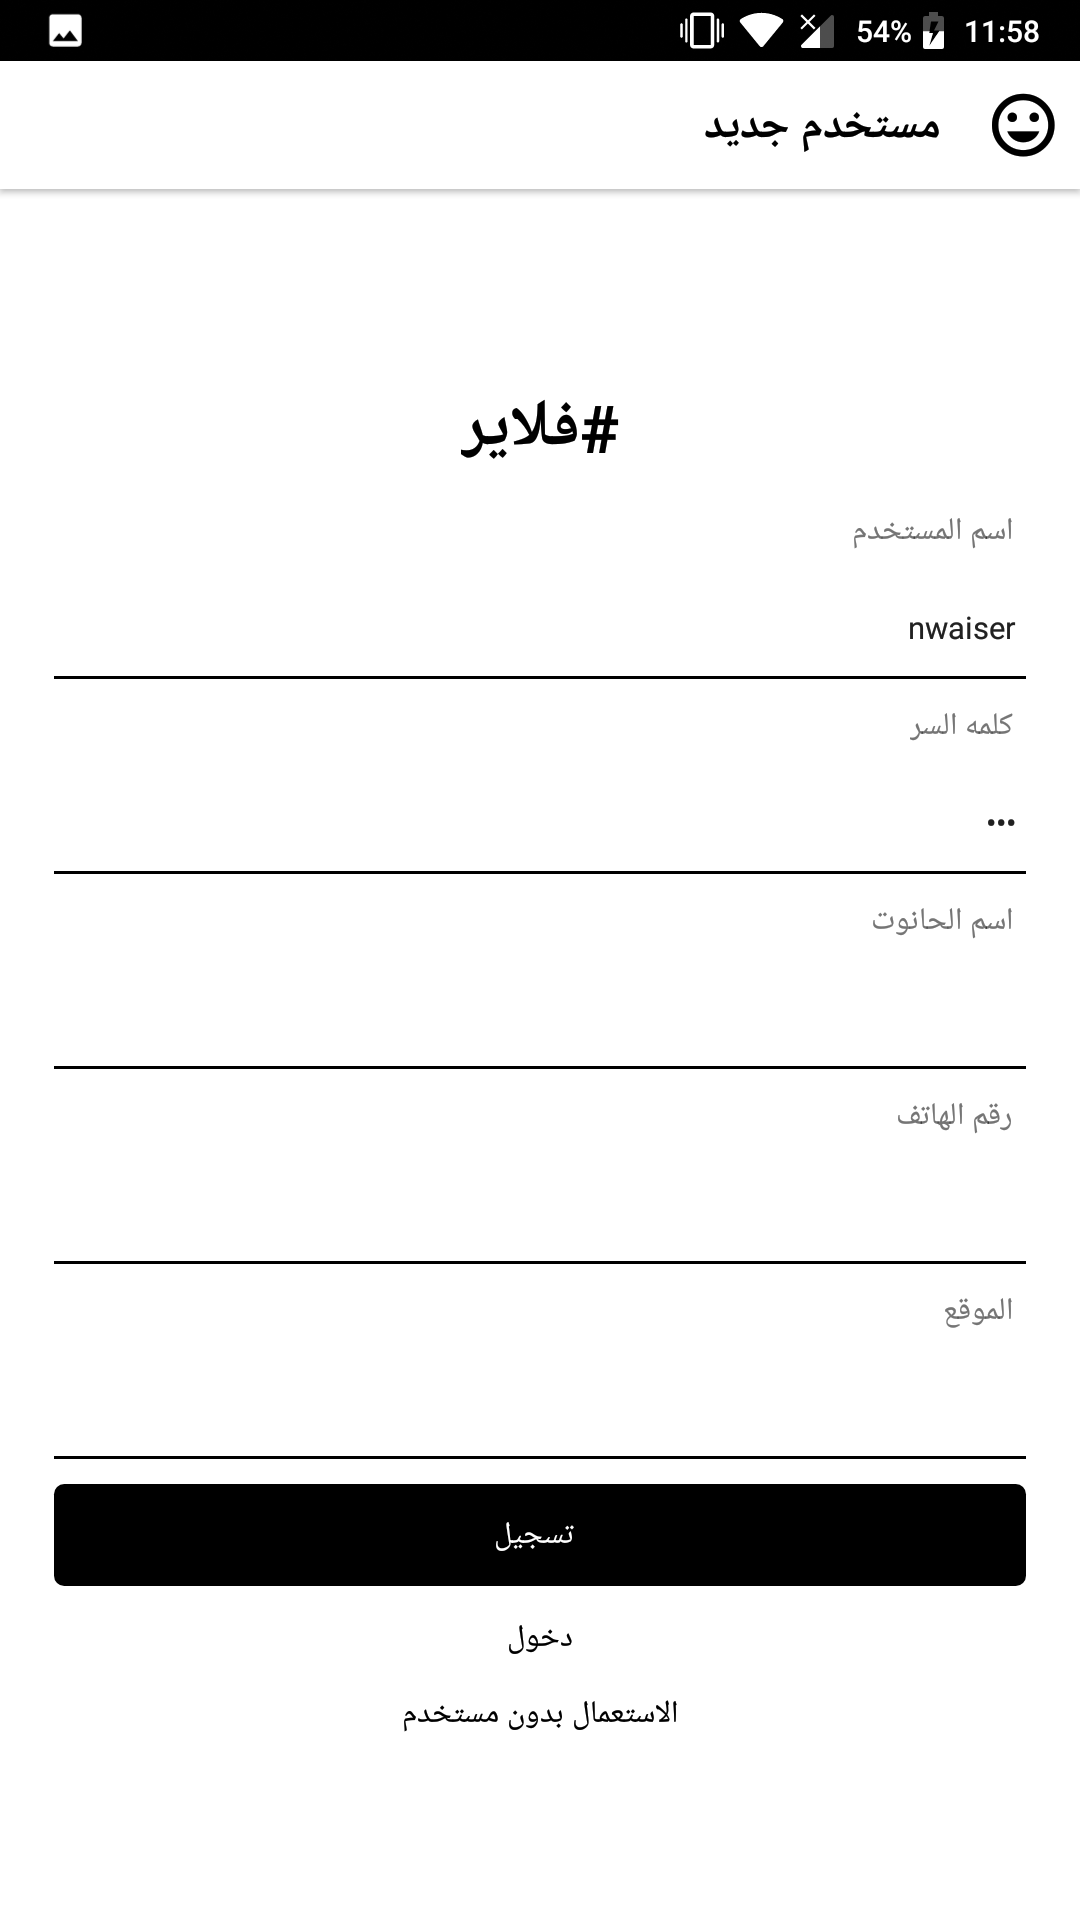 54% 11:58
مستخدم جديد
#فلاير
اسم المستخدم
nwaiser
كلمه السر
•••
اسم الحانوت
رقم الهاتف
الموقع
تسجيل
دخول
الاستعمال بدون مستخدم